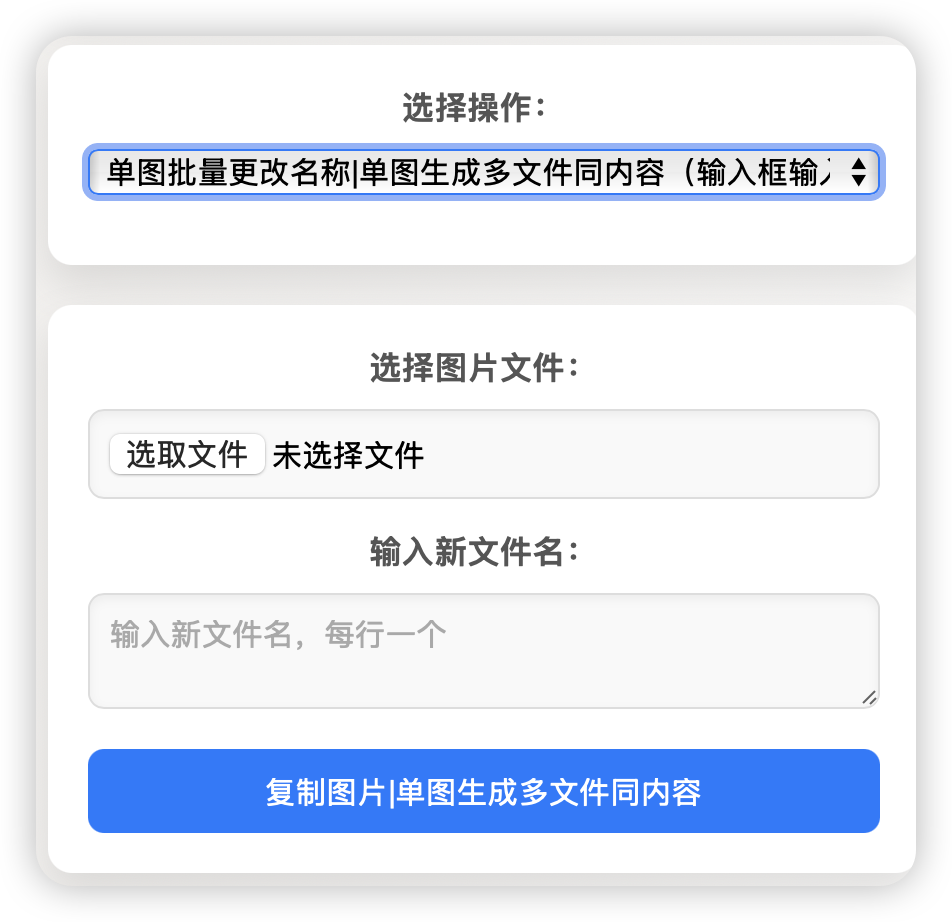 选择操作：
单图批量更改名称|单图生成多文件同内容（输入框输
选择图片文件：
选取文件 未选择文件
输入新文件名：
输入新文件名，每行一个
复制图片|单图生成多文件同内容